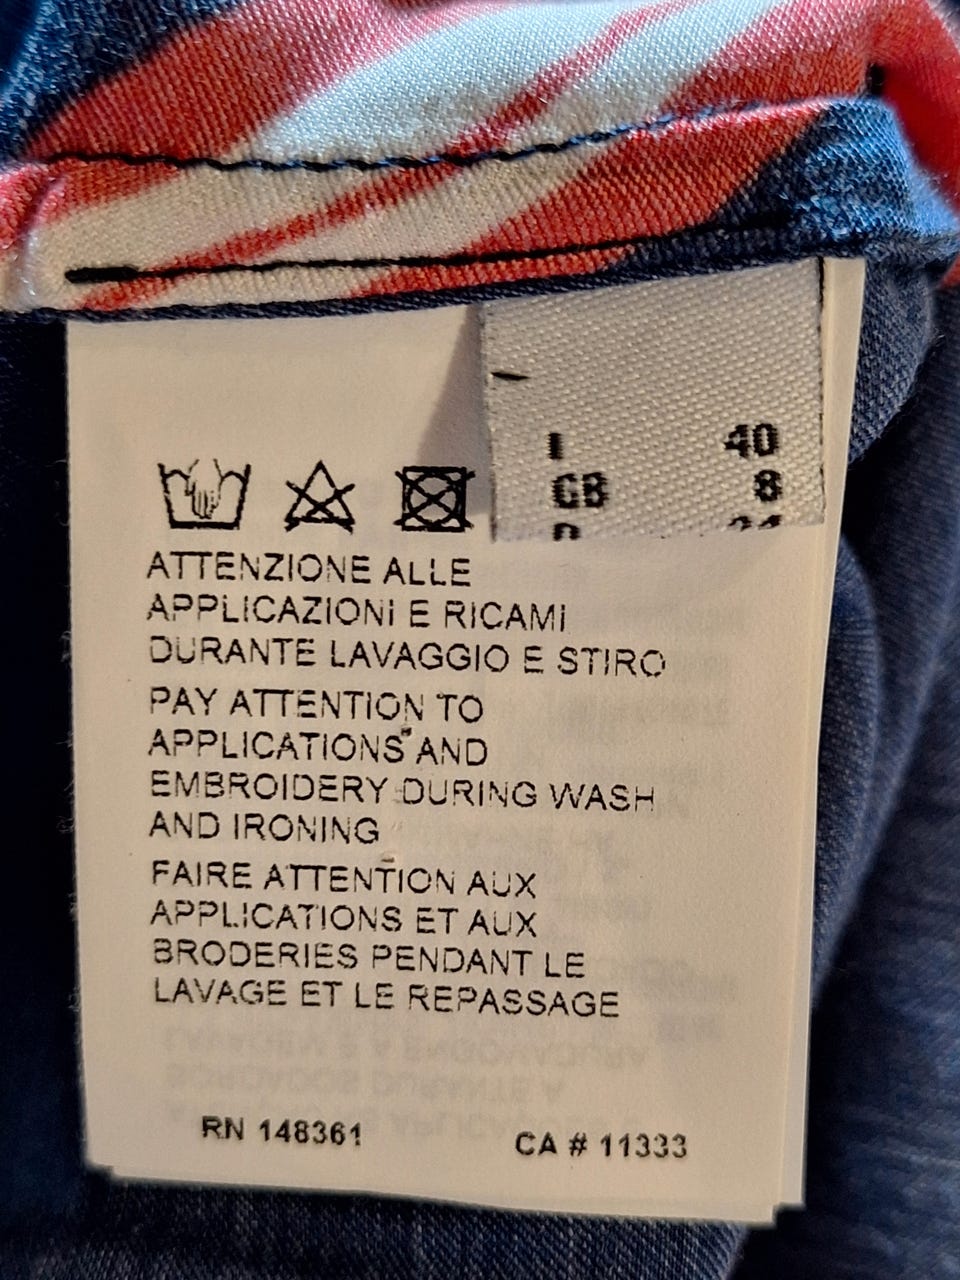 I 40
GB 8
ATTENZIONE ALLE
APPLICAZIONI E RICAMI
DURANTE LAVAGGIO E STIRO
PAY ATTENTION TO
APPLICATIONS AND
EMBROIDERY DURING WASH
AND IRONING
FAIRE ATTENTION AUX
APPLICATIONS ET AUX
BRODERIES PENDANT LE
LAVAGE ET LE REPASSAGE
RN 148361 CA # 11333